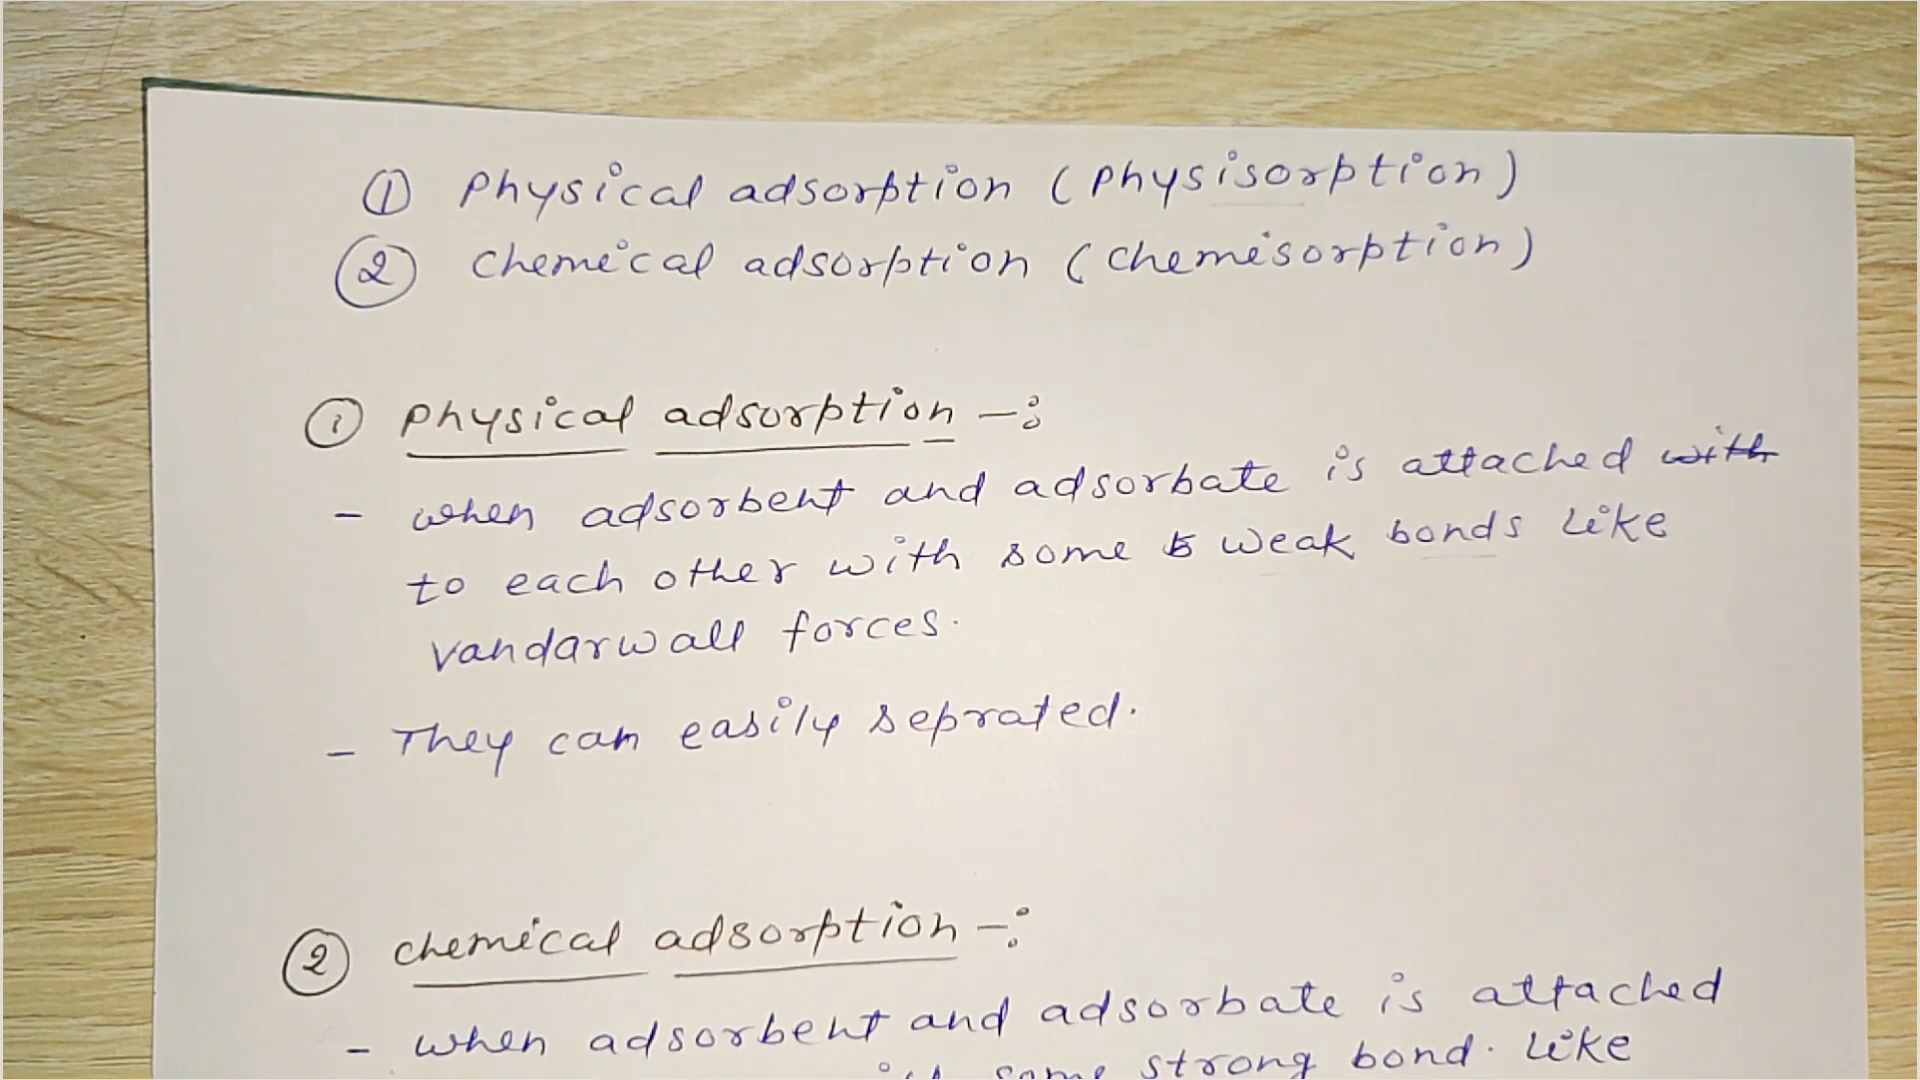 ① Physical adsorption (Physisorption)
② Chemical adsorption (Chemisorption)
① Physical adsorption -:
- when adsorbent and adsorbate is attached with
to each other with some b weak bonds like
vandarwall forces.
- They can easily seprated.
② chemical adsorption -:
- when adsorbent and adsorbate is attached
some strong bond. like